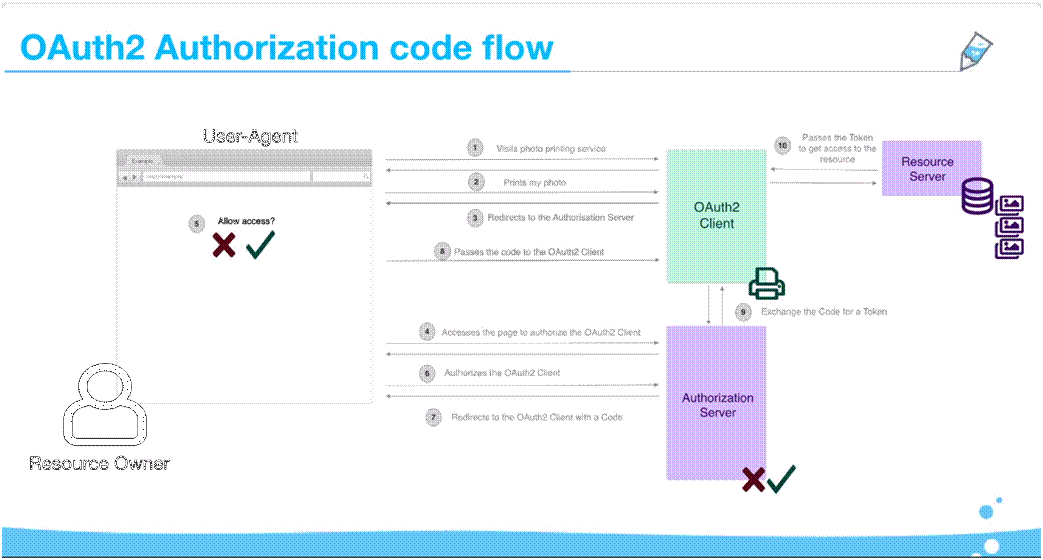 OAuth2 Authorization code flow
User-Agent
Example
1
Visits photo printing service
2
Prints my photo
3
Redirects to the Authorisation Server
5
Allow access?
8
Passes the code to the OAuth2 Client
4
Accesses the page to authorize the OAuth2 Client
6
Authorizes the OAuth2 Client
7
Redirects to the OAuth2 Client with a Code
OAuth2
Client
10
Passes the Token
to get access to the
resource
Resource
Server
9
Exchange the Code for a Token
Authorization
Server
Resource Owner